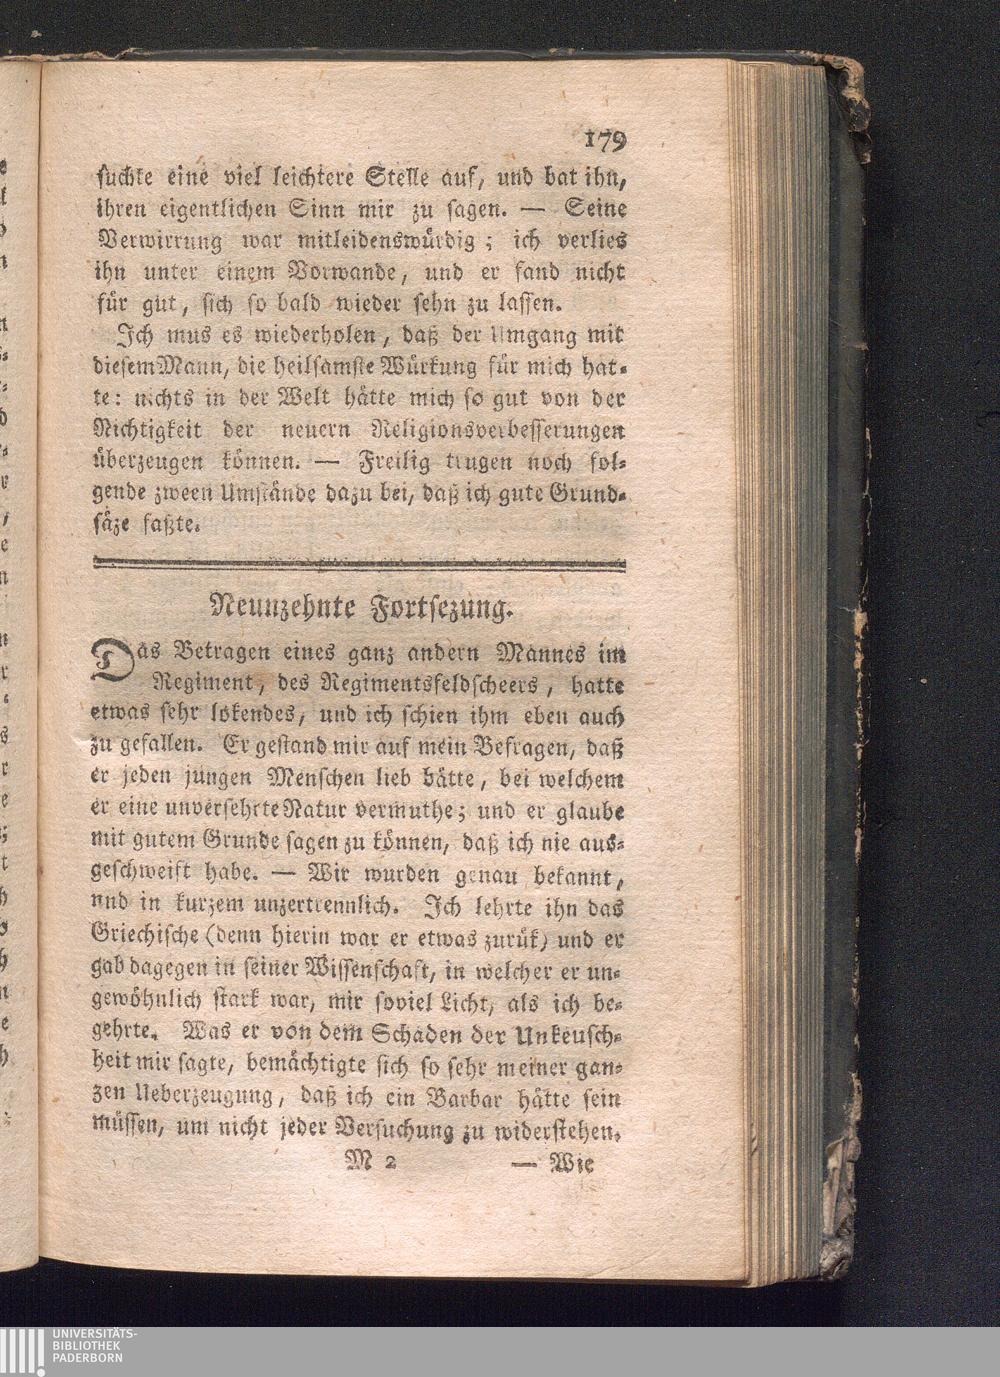 179
suchte eine viel leichtere Stelle auf, und bat ihn,
ihren eigentlichen Sinn mir zu sagen. — Seine
Verwirrung war mitleidenswürdig; ich verlies
ihn unter einem Vorwande, und er fand nicht
für gut, sich so bald wieder sehn zu lassen.
Ich mus es wiederholen, daß der Umgang mit
diesem Mann, die heilsamste Würkung für mich hat-
te: nichts in der Welt hätte mich so gut von der
Nichtigkeit der neuern Religionsverbesserungen
überzeugen können. — Freilig trugen noch fol-
gende zween Umstände dazu bei, daß ich gute Grund-
säze faßte.
Neunzehnte Fortsezung.
Das Betragen eines ganz andern Mannes im
Regiment, des Regimentsfeldscheers, hatte
etwas sehr lokendes, und ich schien ihm eben auch
zu gefallen. Er gestand mir auf mein Befragen, daß
er jeden jungen Menschen lieb hätte, bei welchem
er eine unversehrte Natur vermuthe; und er glaube
mit gutem Grunde sagen zu können, daß ich nie aus-
geschweift habe. — Wir wurden genau bekannt,
und in kurzem unzertrennlich. Ich lehrte ihn das
Griechische (denn hierin war er etwas zurük) und er
gab dagegen in seiner Wissenschaft, in welcher er un-
gewöhnlich stark war, mir soviel Licht, als ich be-
gehrte. Was er von dem Schaden der Unkeusch-
heit mir sagte, bemächtigte sich so sehr meiner gan-
zen Ueberzeugung, daß ich ein Barbar hätte sein
müssen, um nicht jeder Versuchung zu widerstehen.
M 2 — Wie
UNIVERSITÄTS-
BIBLIOTHEK
PADERBORN